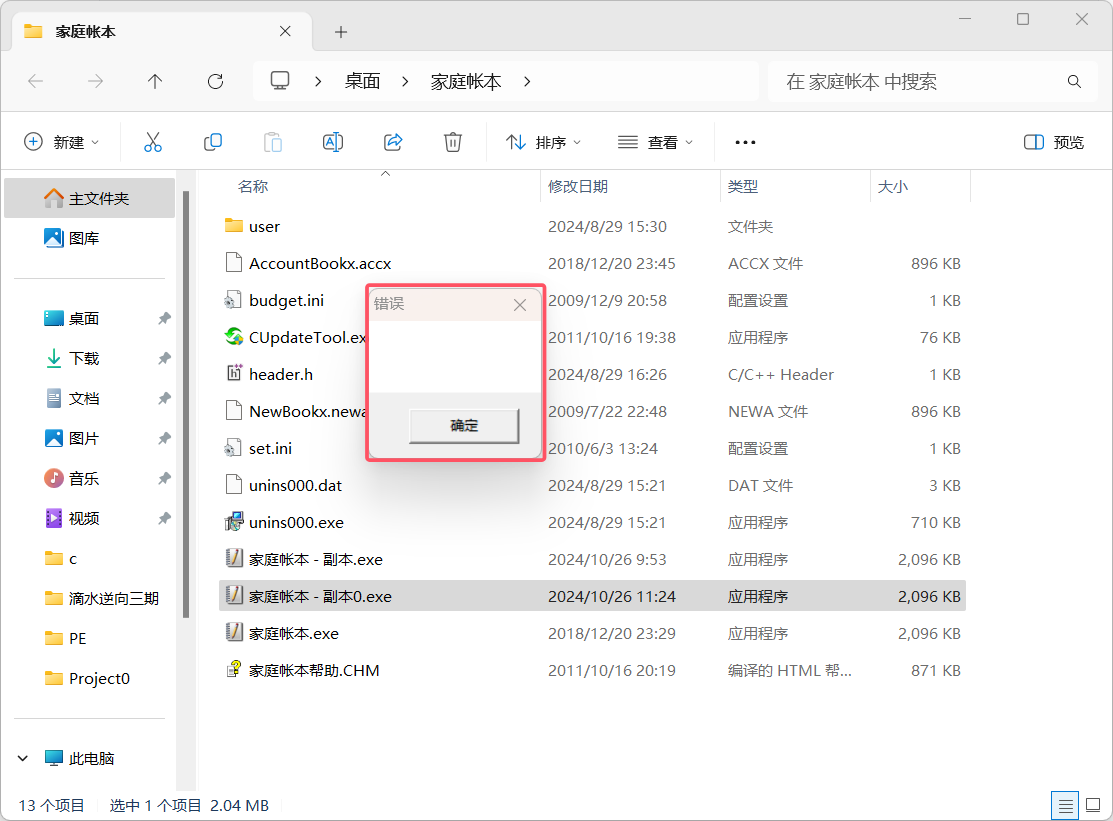 家庭帐本
桌面 家庭帐本
在 家庭帐本 中搜索
新建 排序 查看 预览
名称 修改日期 类型 大小
主文件夹
图库
桌面
下载
文档
图片
音乐
视频
c
滴水逆向三期
PE
Project0
此电脑
user 2024/8/29 15:30 文件夹
AccountBookx.accx 2018/12/20 23:45 ACCX 文件 896 KB
budget.ini 2009/12/9 20:58 配置设置 1 KB
CUpdateTool.ex 2011/10/16 19:38 应用程序 76 KB
header.h 2024/8/29 16:26 C/C++ Header 1 KB
NewBookx.newa 2009/7/22 22:48 NEWA 文件 896 KB
set.ini 2010/6/3 13:24 配置设置 1 KB
unins000.dat 2024/8/29 15:21 DAT 文件 3 KB
unins000.exe 2024/8/29 15:21 应用程序 710 KB
家庭帐本 - 副本.exe 2024/10/26 9:53 应用程序 2,096 KB
家庭帐本 - 副本0.exe 2024/10/26 11:24 应用程序 2,096 KB
家庭帐本.exe 2018/12/20 23:29 应用程序 2,096 KB
家庭帐本帮助.CHM 2011/10/16 20:19 编译的 HTML 帮... 871 KB
错误
确定
13 个项目 选中 1 个项目 2.04 MB